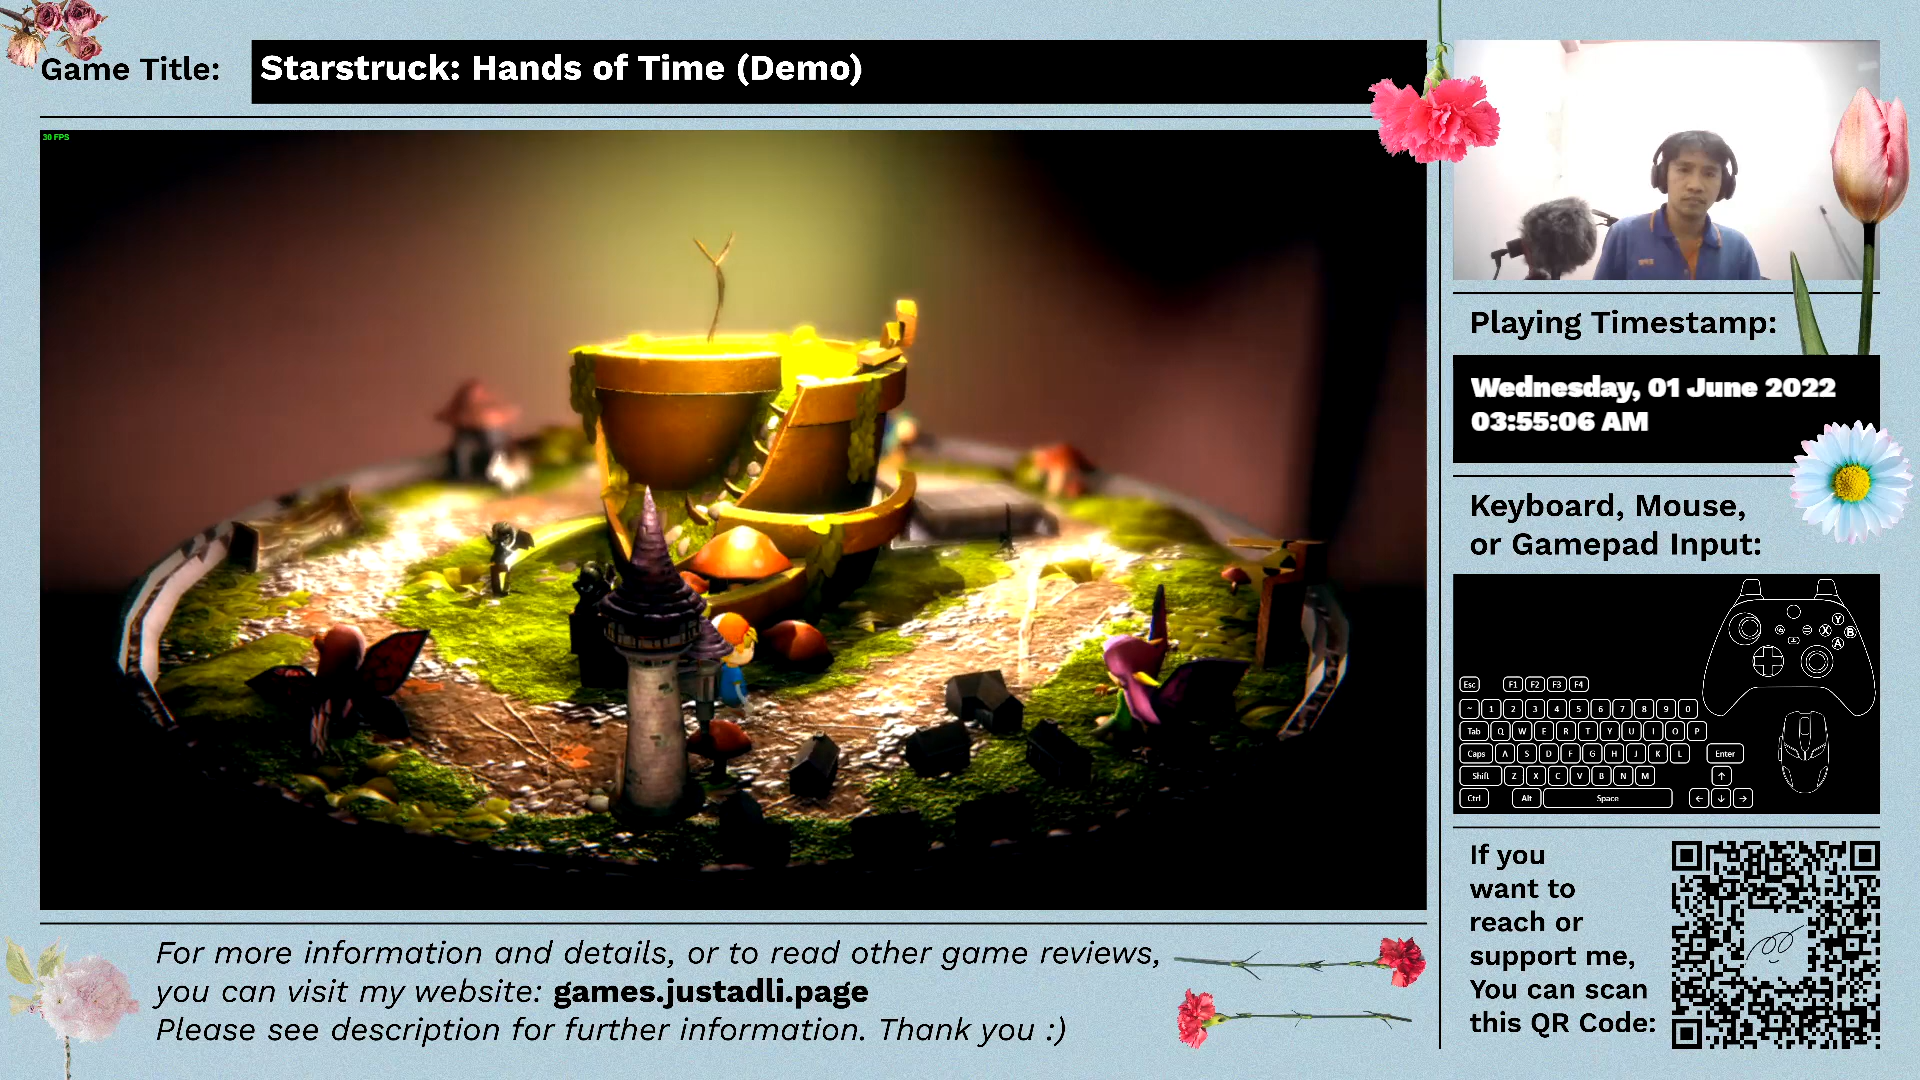 Game Title:
Starstruck: Hands of Time (Demo)
30 FPS
Playing Timestamp:
Wednesday, 01 June 2022
03:55:06 AM
Keyboard, Mouse,
or Gamepad Input:
Y
X B
A
Esc F1 F2 F3 F4
~ 1 2 3 4 5 6 7 8 9 0
Tab Q W E R T Y U I O P
Caps A S D F G H J K L Enter
Shift Z X C V B N M ↑
Ctrl Alt Space ← ↓ →
If you
want to
reach or
support me,
You can scan
this QR Code:
For more information and details, or to read other game reviews,
you can visit my website: games.justadli.page
Please see description for further information. Thank you :)